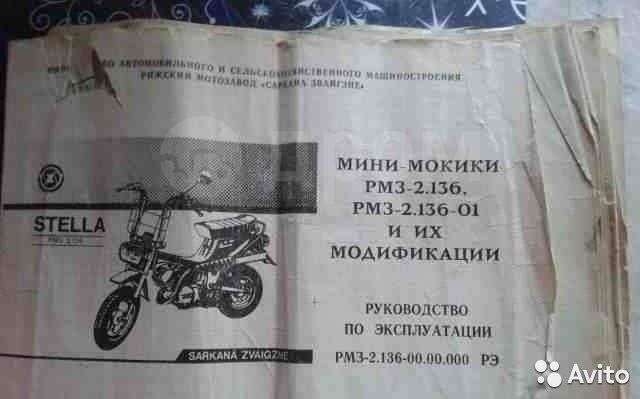 АВТОМОБИЛЬНОГО И СЕЛЬСКОХОЗЯЙСТВЕННОГО МАШИНОСТРОЕНИЯ
РИЖСКИЙ МОТОЗАВОД «САРКАНА ЗВАЙГЗНЕ»
МИНИ-МОКИКИ
РМЗ-2.136,
РМЗ-2.136-01
И ИХ
МОДИФИКАЦИИ
STELLA
РУКОВОДСТВО
ПО ЭКСПЛУАТАЦИИ
РМЗ-2.136-00.00.000 РЭ
SARKANĀ ZVAIGZNE
Avito